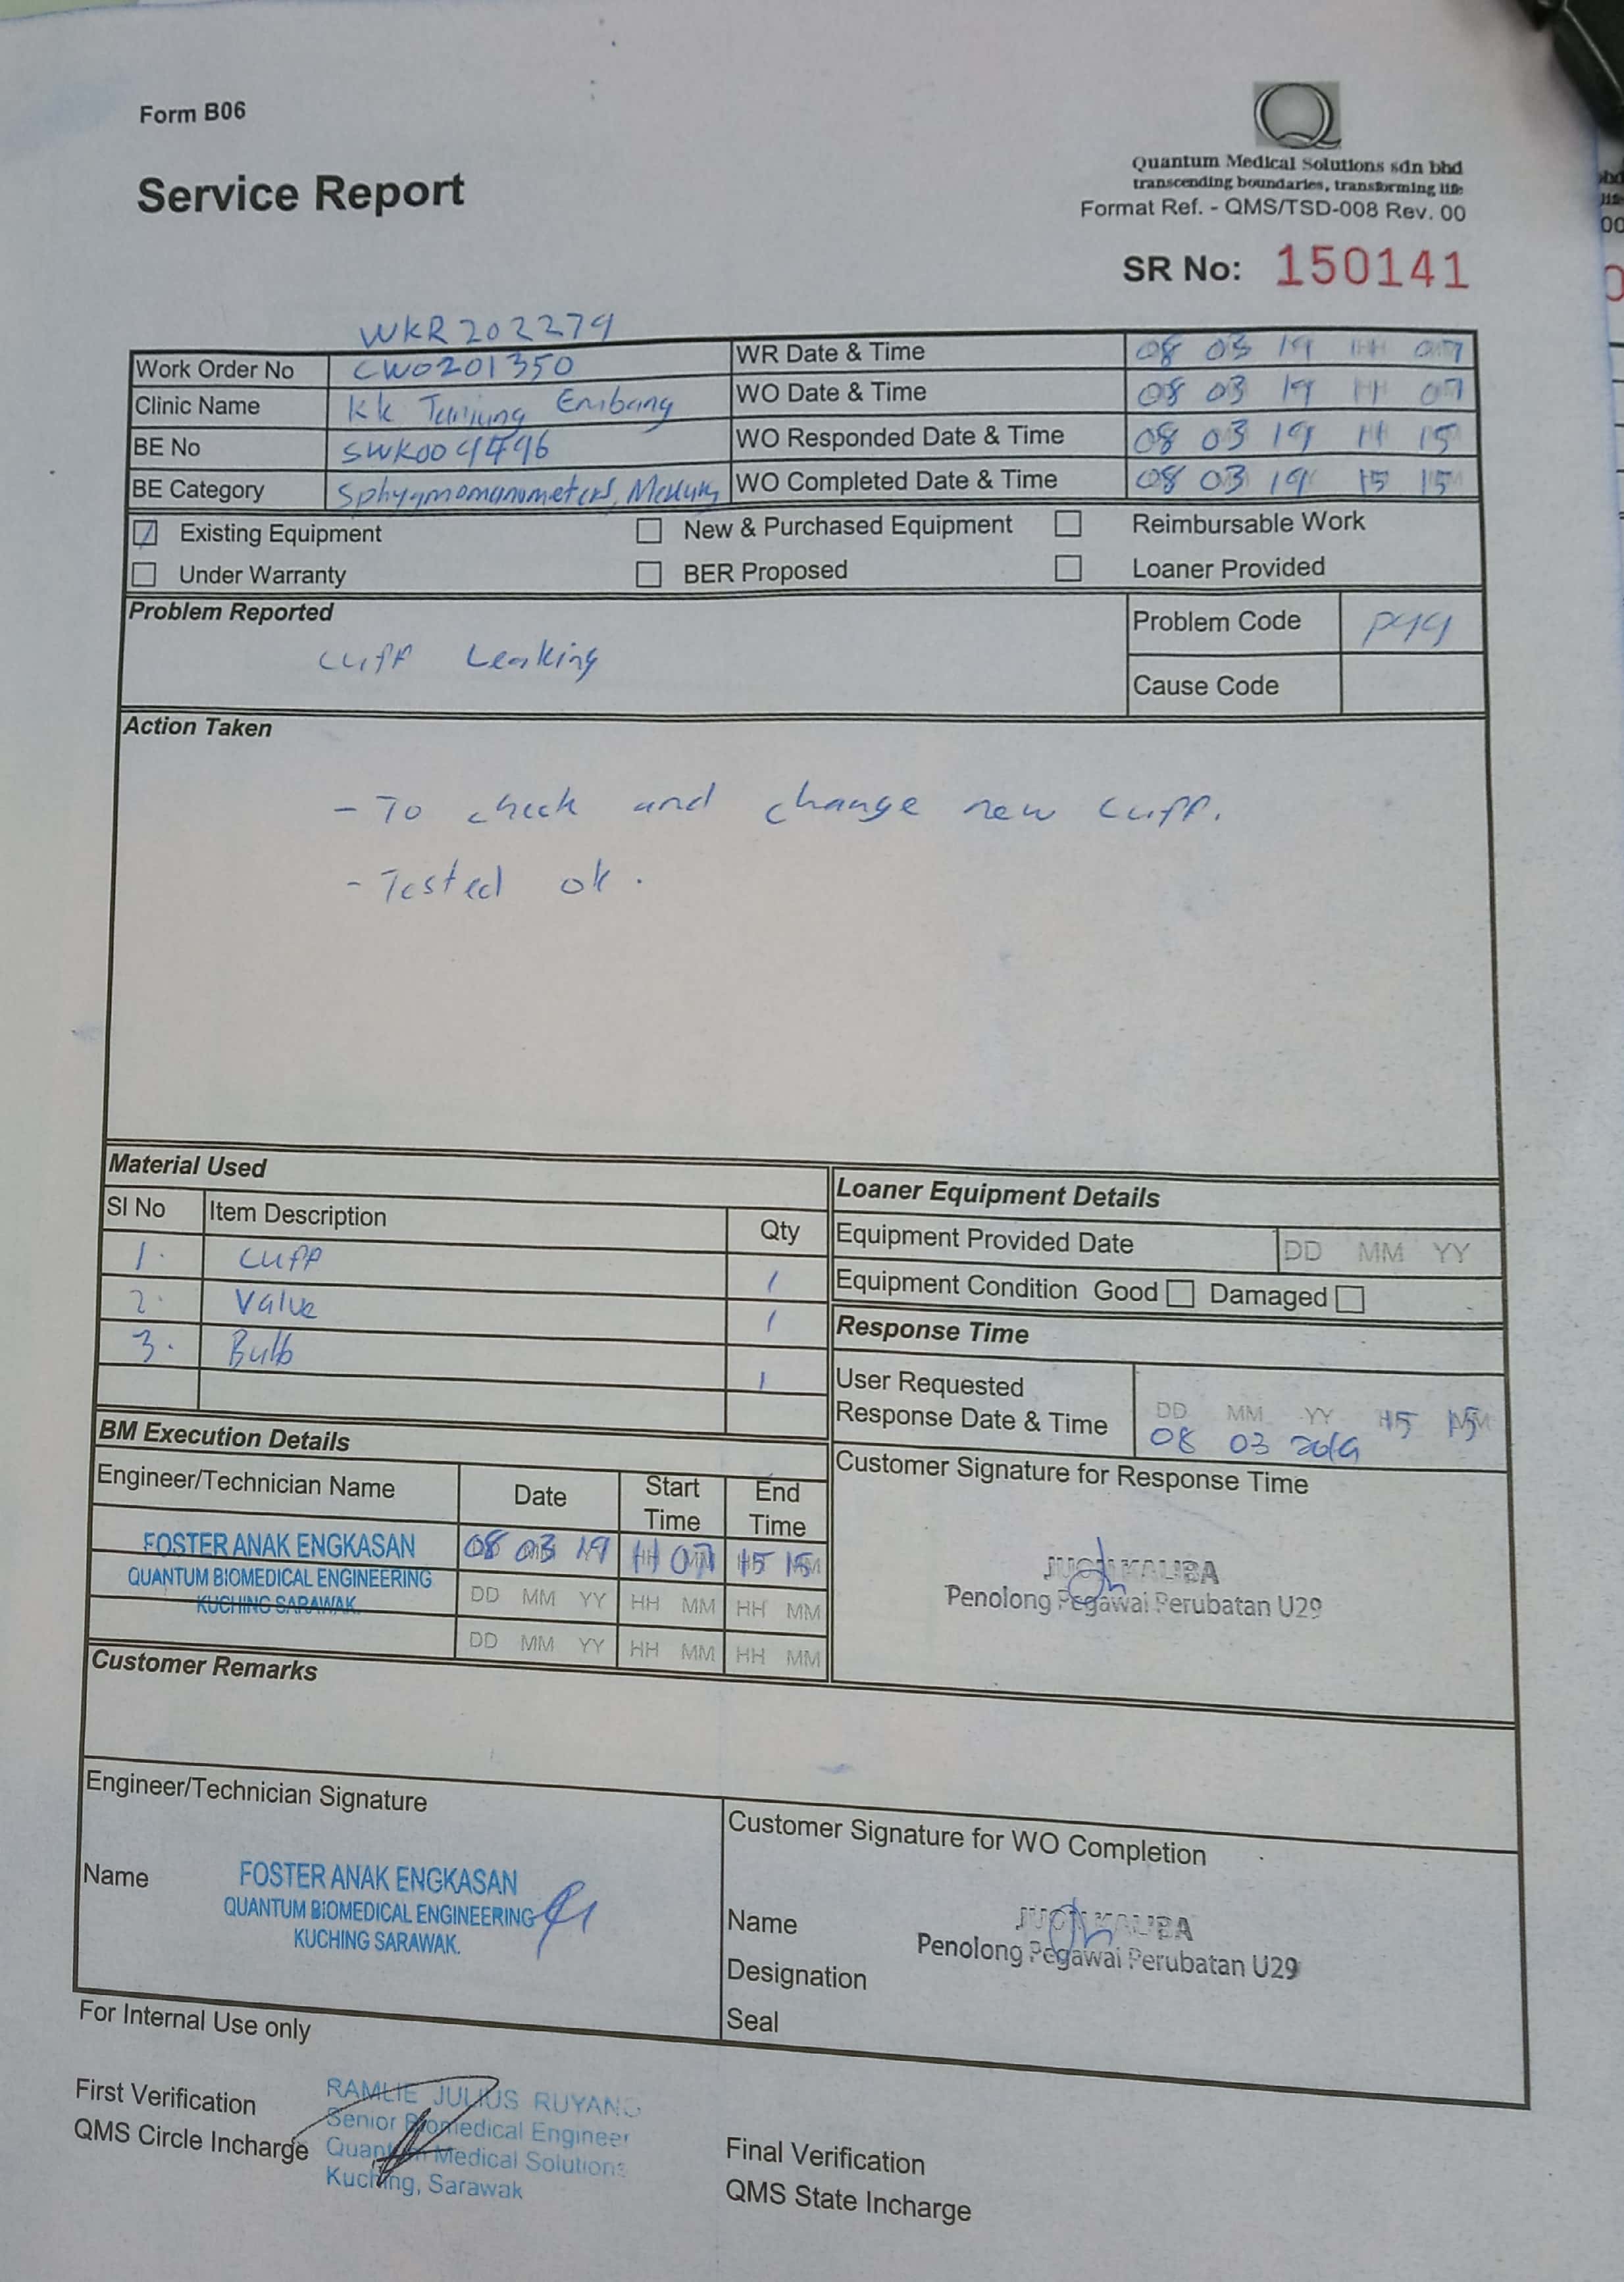 Form B06
Service Report
Quantum Medical Solutions sdn bhd
transcending boundaries, transforming life
Format Ref. - QMS/TSD-008 Rev. 00
SR No: 150141
WKR202279
Work Order No CWO201350 WR Date & Time 08 03 19 11 07
Clinic Name KK Tanjung Embang WO Date & Time 08 03 19 11 07
BE No SWK004496 WO Responded Date & Time 08 03 19 11 15
BE Category Sphygmomanometers, Mercury WO Completed Date & Time 08 03 19 15 15
Existing Equipment New & Purchased Equipment Reimbursable Work
Under Warranty BER Proposed Loaner Provided
Problem Reported
Cuff Leaking
Problem Code P99
Cause Code
Action Taken
- To check and change new cuff.
- Tested ok.
Material Used
Sl No Item Description Qty
1. Cuff 1
2. Value 1
3. Bulb 1
Loaner Equipment Details
Equipment Provided Date DD MM YY
Equipment Condition Good Damaged
Response Time
User Requested
Response Date & Time DD MM YY 15 15
08 03 2019
BM Execution Details
Engineer/Technician Name Date Start Time End Time
FOSTER ANAK ENGKASAN 08 03 19 HH 07 15 15
QUANTUM BIOMEDICAL ENGINEERING
KUCHING SARAWAK.
DD MM YY HH MM HH MM
DD MM YY HH MM HH MM
Customer Signature for Response Time
KALIBA
Penolong Pegawai Perubatan U29
Customer Remarks
Engineer/Technician Signature
Name FOSTER ANAK ENGKASAN
QUANTUM BIOMEDICAL ENGINEERING
KUCHING SARAWAK.
Customer Signature for WO Completion
Name KALIBA
Penolong Pegawai Perubatan U29
Designation
Seal
For Internal Use only
First Verification
QMS Circle Incharge
RAMLIE JULIUS RUYANG
Senior Biomedical Engineer
Quantum Medical Solutions
Kuching, Sarawak
Final Verification
QMS State Incharge